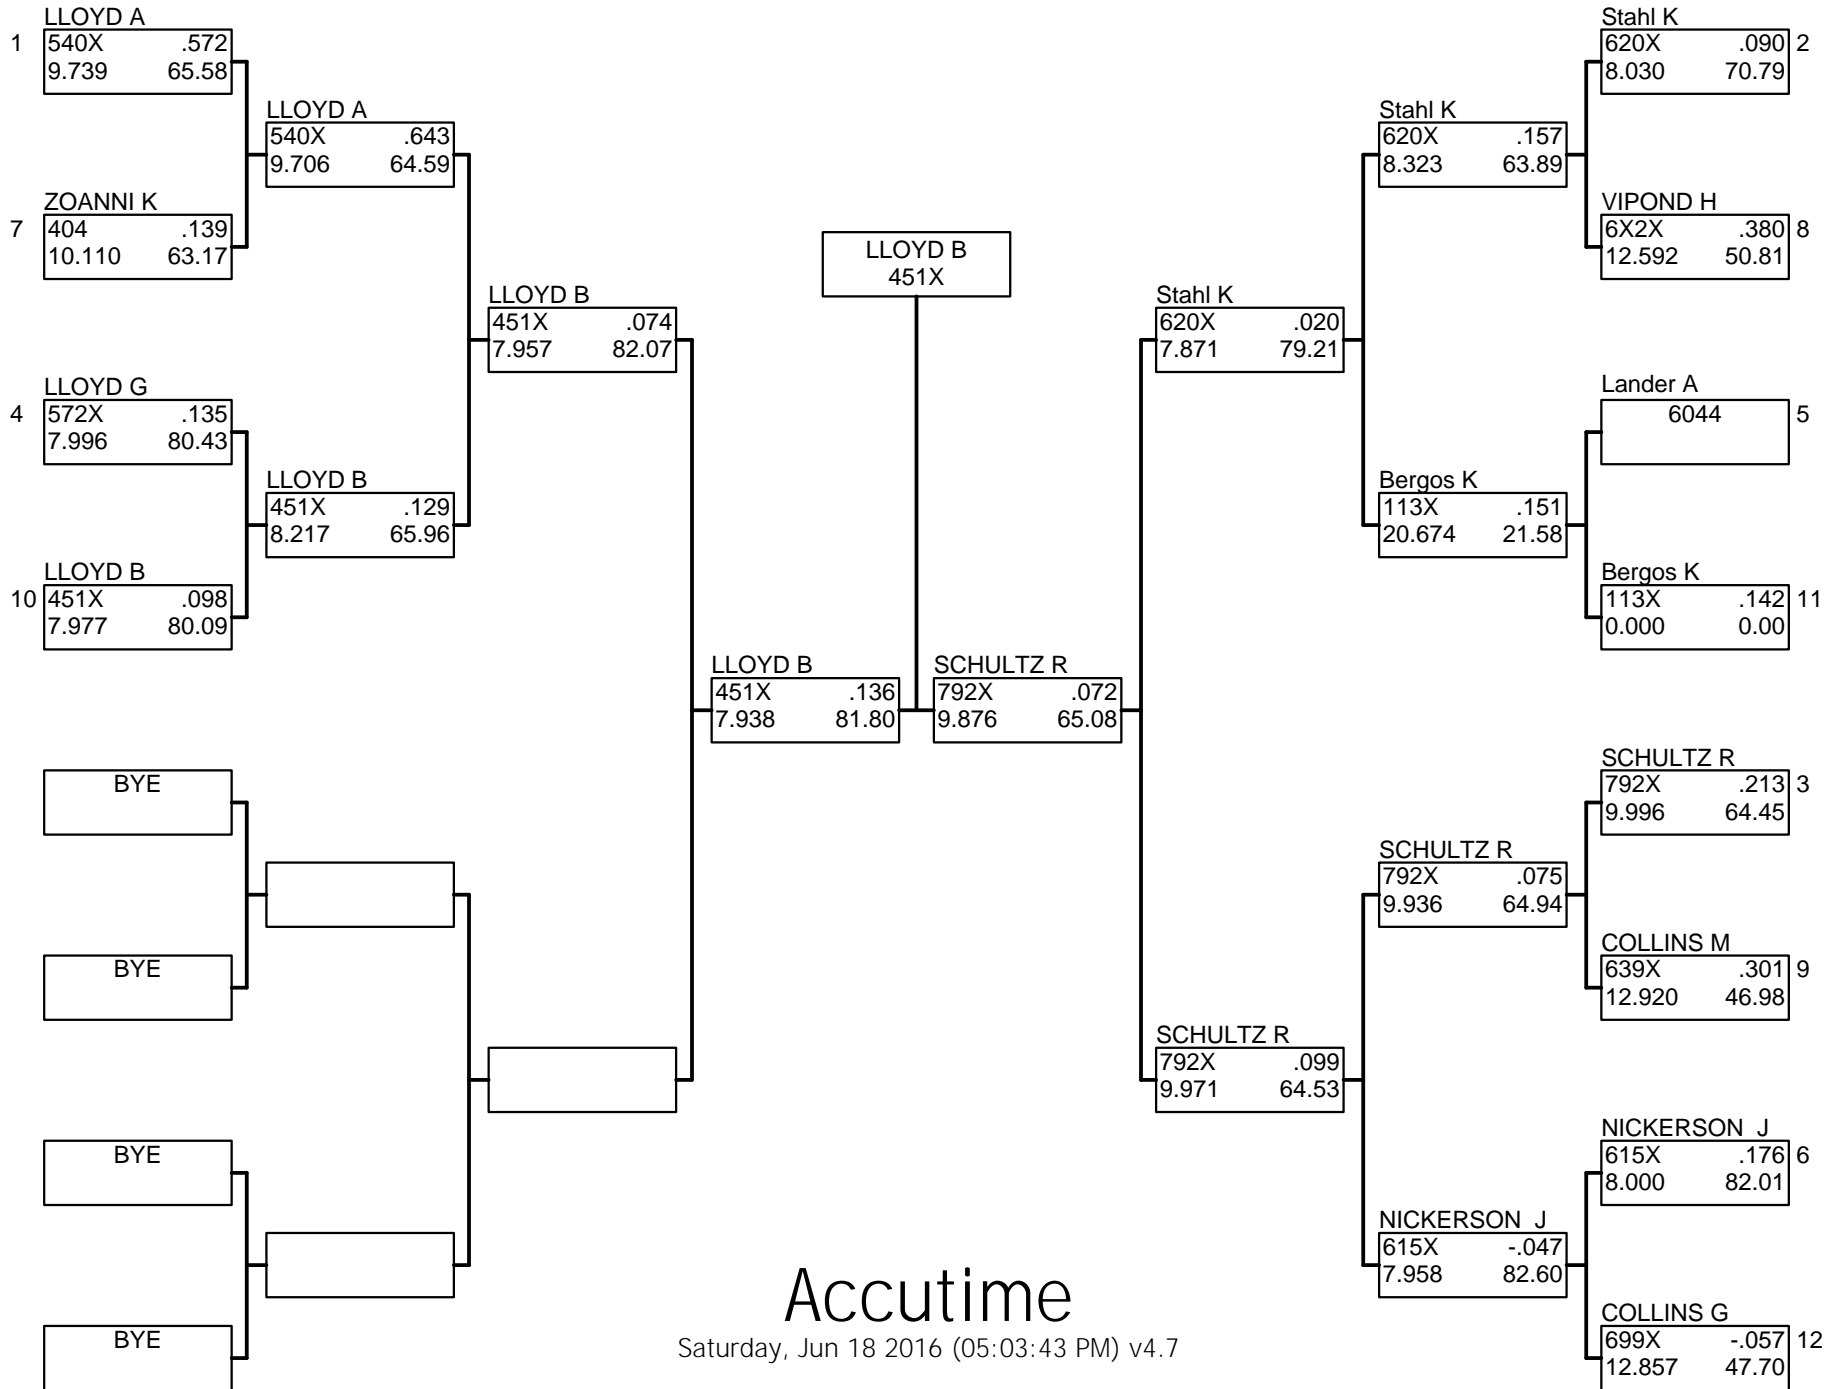 LLOYD A
1 540X .572
9.739 65.58
ZOANNI K
7 404 .139
10.110 63.17
LLOYD G
4 572X .135
7.996 80.43
LLOYD B
10 451X .098
7.977 80.09
BYE
BYE
BYE
BYE
LLOYD A
540X .643
9.706 64.59
LLOYD B
451X .129
8.217 65.96
LLOYD B
451X .074
7.957 82.07
LLOYD B
451X .136
7.938 81.80
LLOYD B
451X
SCHULTZ R
792X .072
9.876 65.08
Stahl K
620X .020
7.871 79.21
SCHULTZ R
792X .099
9.971 64.53
Stahl K
620X .157
8.323 63.89
Bergos K
113X .151
20.674 21.58
SCHULTZ R
792X .075
9.936 64.94
NICKERSON J
615X -.047
7.958 82.60
Stahl K
620X .090 2
8.030 70.79
VIPOND H
6X2X .380 8
12.592 50.81
Lander A
6044 5
Bergos K
113X .142 11
0.000 0.00
SCHULTZ R
792X .213 3
9.996 64.45
COLLINS M
639X .301 9
12.920 46.98
NICKERSON J
615X .176 6
8.000 82.01
COLLINS G
699X -.057 12
12.857 47.70
Accutime
Saturday, Jun 18 2016 (05:03:43 PM) v4.7